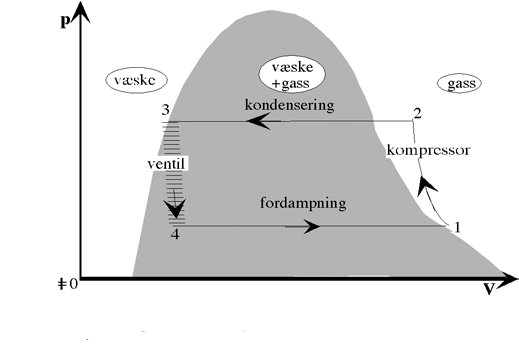 p
væske
væske
+gass
gass
3
kondensering
2
ventil
kompressor
fordampning
4
1
0
V